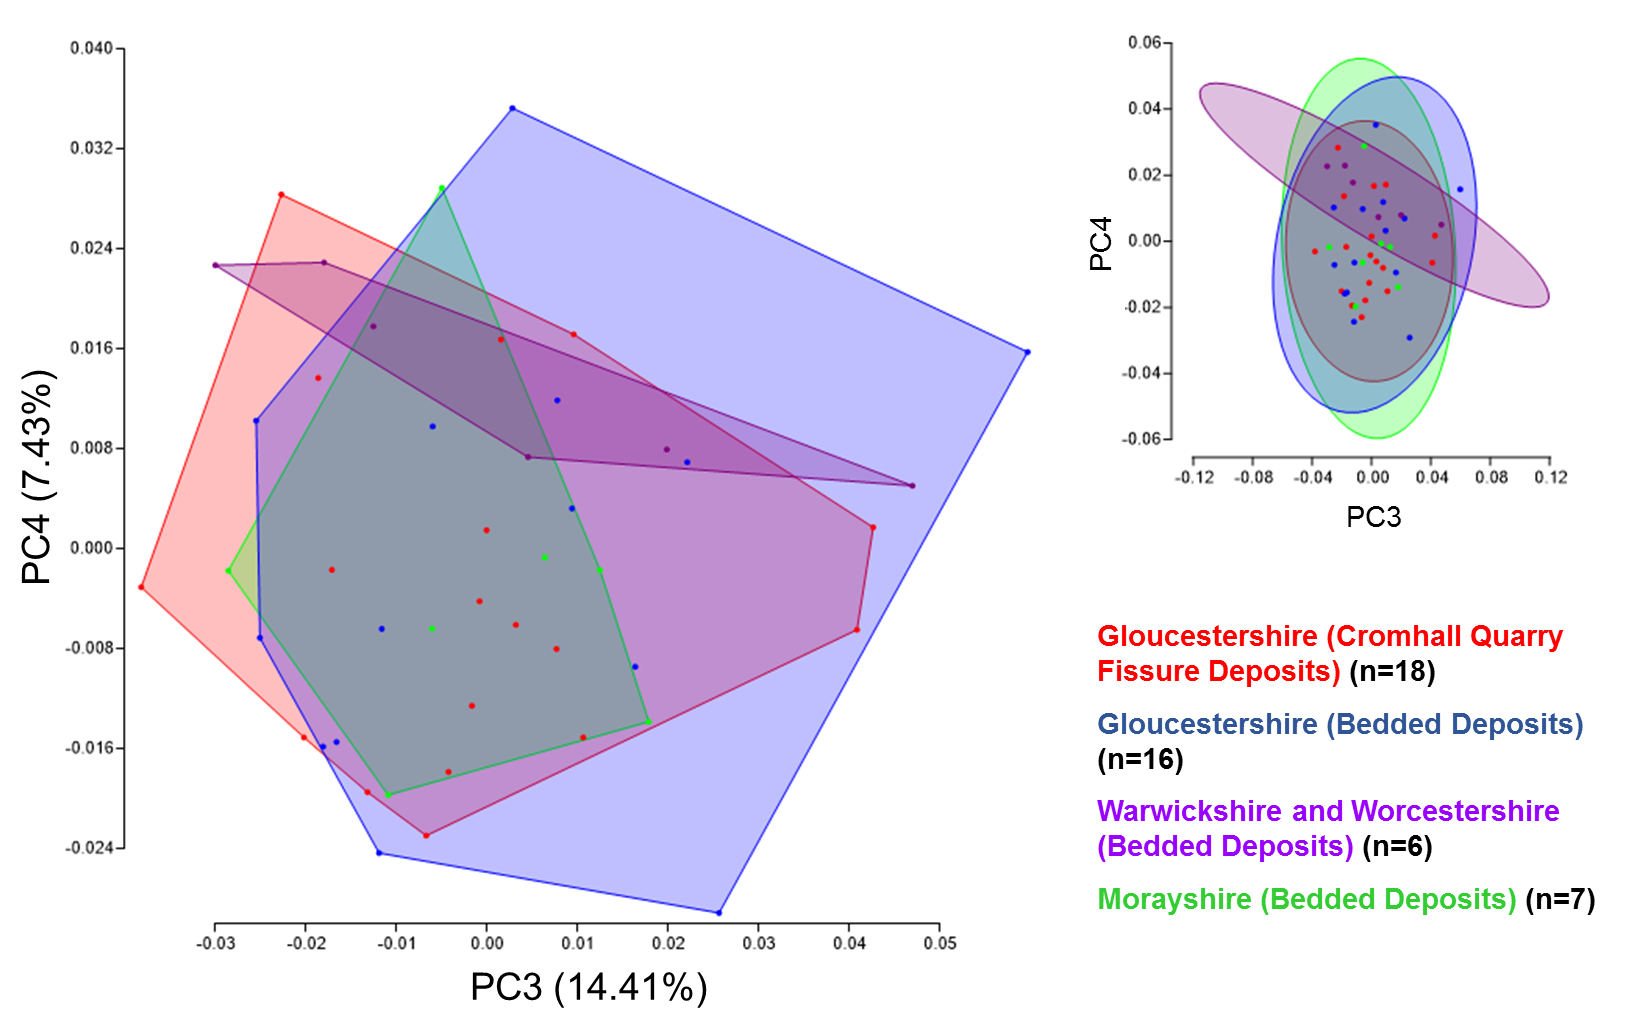 0.040
0.032
0.024
0.016
0.008
0.000
-0.008
-0.016
-0.024
PC4 (7.43%)
-0.03 -0.02 -0.01 0.00 0.01 0.02 0.03 0.04 0.05
PC3 (14.41%)
0.06
0.04
0.02
0.00
-0.02
-0.04
-0.06
PC4
-0.12 -0.08 -0.04 0.00 0.04 0.08 0.12
PC3
Gloucestershire (Cromhall Quarry
Fissure Deposits) (n=18)
Gloucestershire (Bedded Deposits)
(n=16)
Warwickshire and Worcestershire
(Bedded Deposits) (n=6)
Morayshire (Bedded Deposits) (n=7)